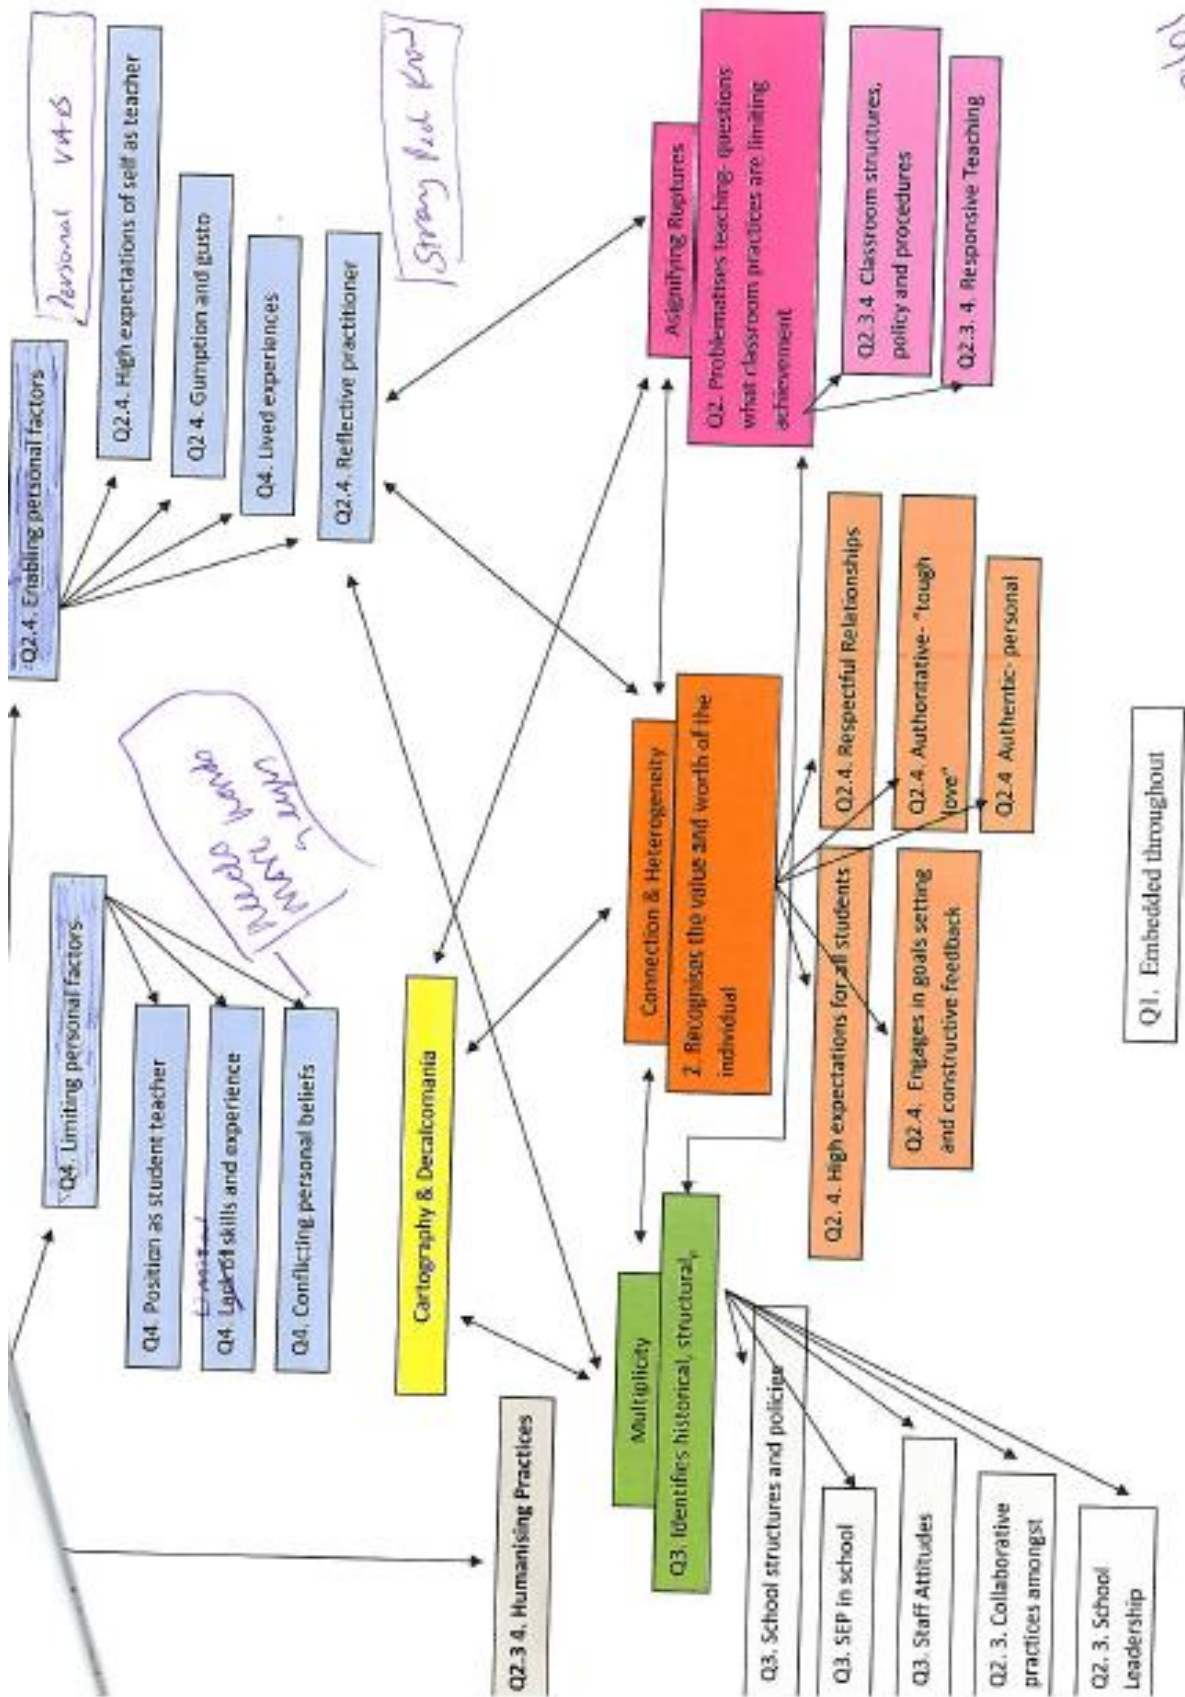 Q4. Limiting personal factors
Q2.4. Enabling personal factors
Personal
Q4. Position as student teacher
Q4. Lack of skills and experience
Q4. Conflicting personal beliefs
Needs
more
Q2.4. High expectations of self as teacher
Q2 4. Gumption and gusto
Q4. Lived experiences
Q2.4. Reflective practitioner
Q2.3 4. Humanising Practices
Cartography & Decalcomania
Multiplicity
Q3. Identifies historical, structural,
Connection & Heterogeneity
2. Recognises the value and worth of the
individual
Asignifying Ruptures
Q2. Problematises teaching- questions
what classroom practices are limiting
achievement
Q3. School structures and policies
Q3. SEP in school
Q3. Staff Attitudes
Q2. 3. Collaborative
practices amongst
Q2. 3. School
Leadership
Q2. 4. High expectations for all students
Q2.4. Engages in goals setting
and constructive feedback
Q2.4. Respectful Relationships
Q2.4. Authoritative- "tough
love"
Q2.4 Authentic- personal
Q2.3.4 Classroom structures,
policy and procedures
Q2.3. 4. Responsive Teaching
Q1. Embedded throughout